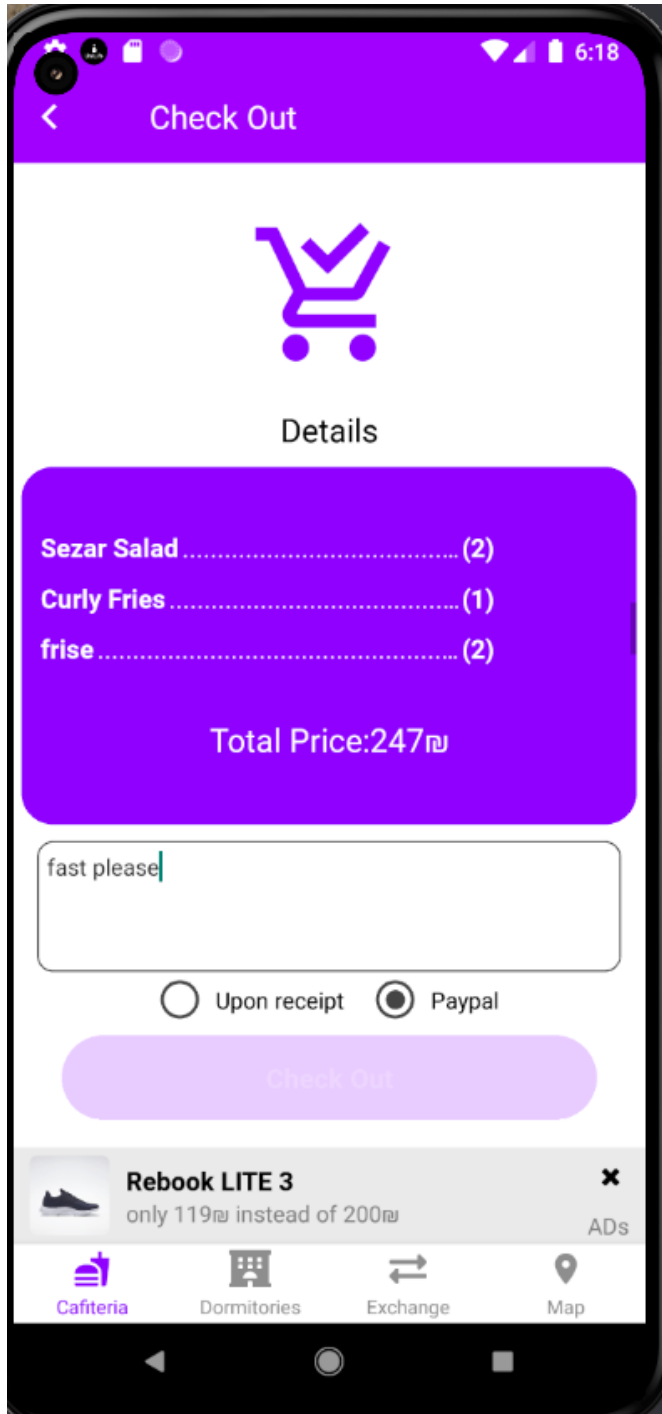 6:18
Check Out
Details
Sezar Salad........................................(2)
Curly Fries..........................................(1)
frise....................................................(2)
Total Price:247₪
fast please
Upon receipt Paypal
Check Out
Rebook LITE 3
only 119₪ instead of 200₪
ADs
Cafiteria Dormitories Exchange Map